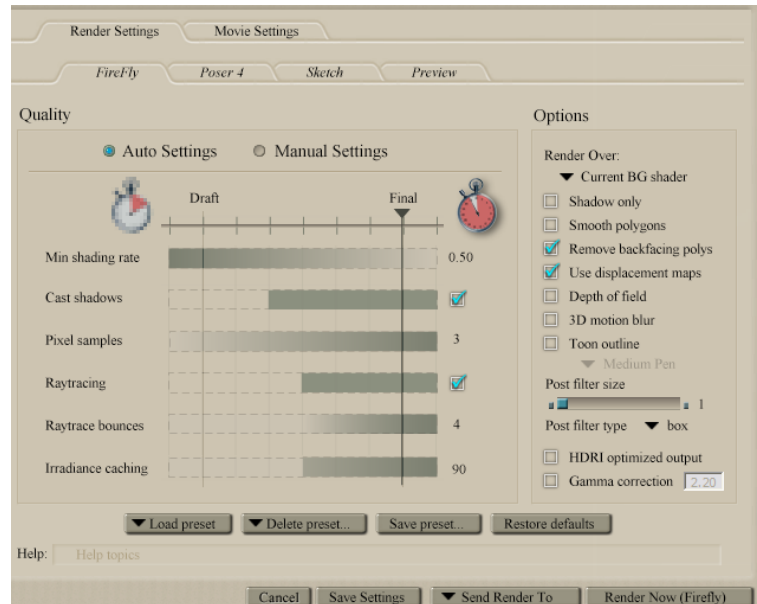 Render Settings Movie Settings
FireFly Poser 4 Sketch Preview
Quality
Auto Settings Manual Settings
Draft Final
Min shading rate 0.50
Cast shadows
Pixel samples 3
Raytracing
Raytrace bounces 4
Irradiance caching 90
Options
Render Over:
Current BG shader
Shadow only
Smooth polygons
Remove backfacing polys
Use displacement maps
Depth of field
3D motion blur
Toon outline
Medium Pen
Post filter size
1
Post filter type box
HDRI optimized output
Gamma correction 2.20
Load preset Delete preset... Save preset... Restore defaults
Help: Help topics
Cancel Save Settings Send Render To Render Now (Firefly)